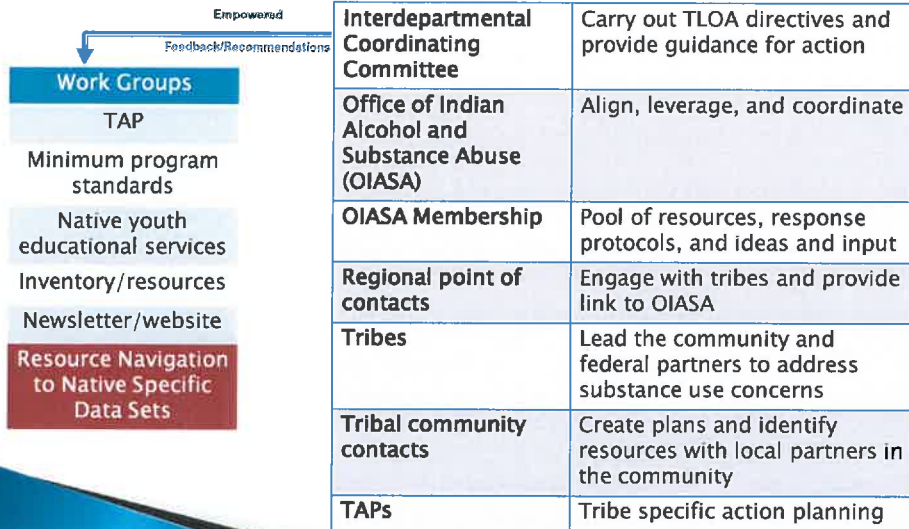 Empowered
Feedback/Recommendations
Work Groups
TAP
Minimum program
standards
Native youth
educational services
Inventory/resources
Newsletter/website
Resource Navigation
to Native Specific
Data Sets
Interdepartmental
Coordinating
Committee
Carry out TLOA directives and
provide guidance for action
Office of Indian
Alcohol and
Substance Abuse
(OIASA)
Align, leverage, and coordinate
OIASA Membership
Pool of resources, response
protocols, and ideas and input
Regional point of
contacts
Engage with tribes and provide
link to OIASA
Tribes
Lead the community and
federal partners to address
substance use concerns
Tribal community
contacts
Create plans and identify
resources with local partners in
the community
TAPs
Tribe specific action planning